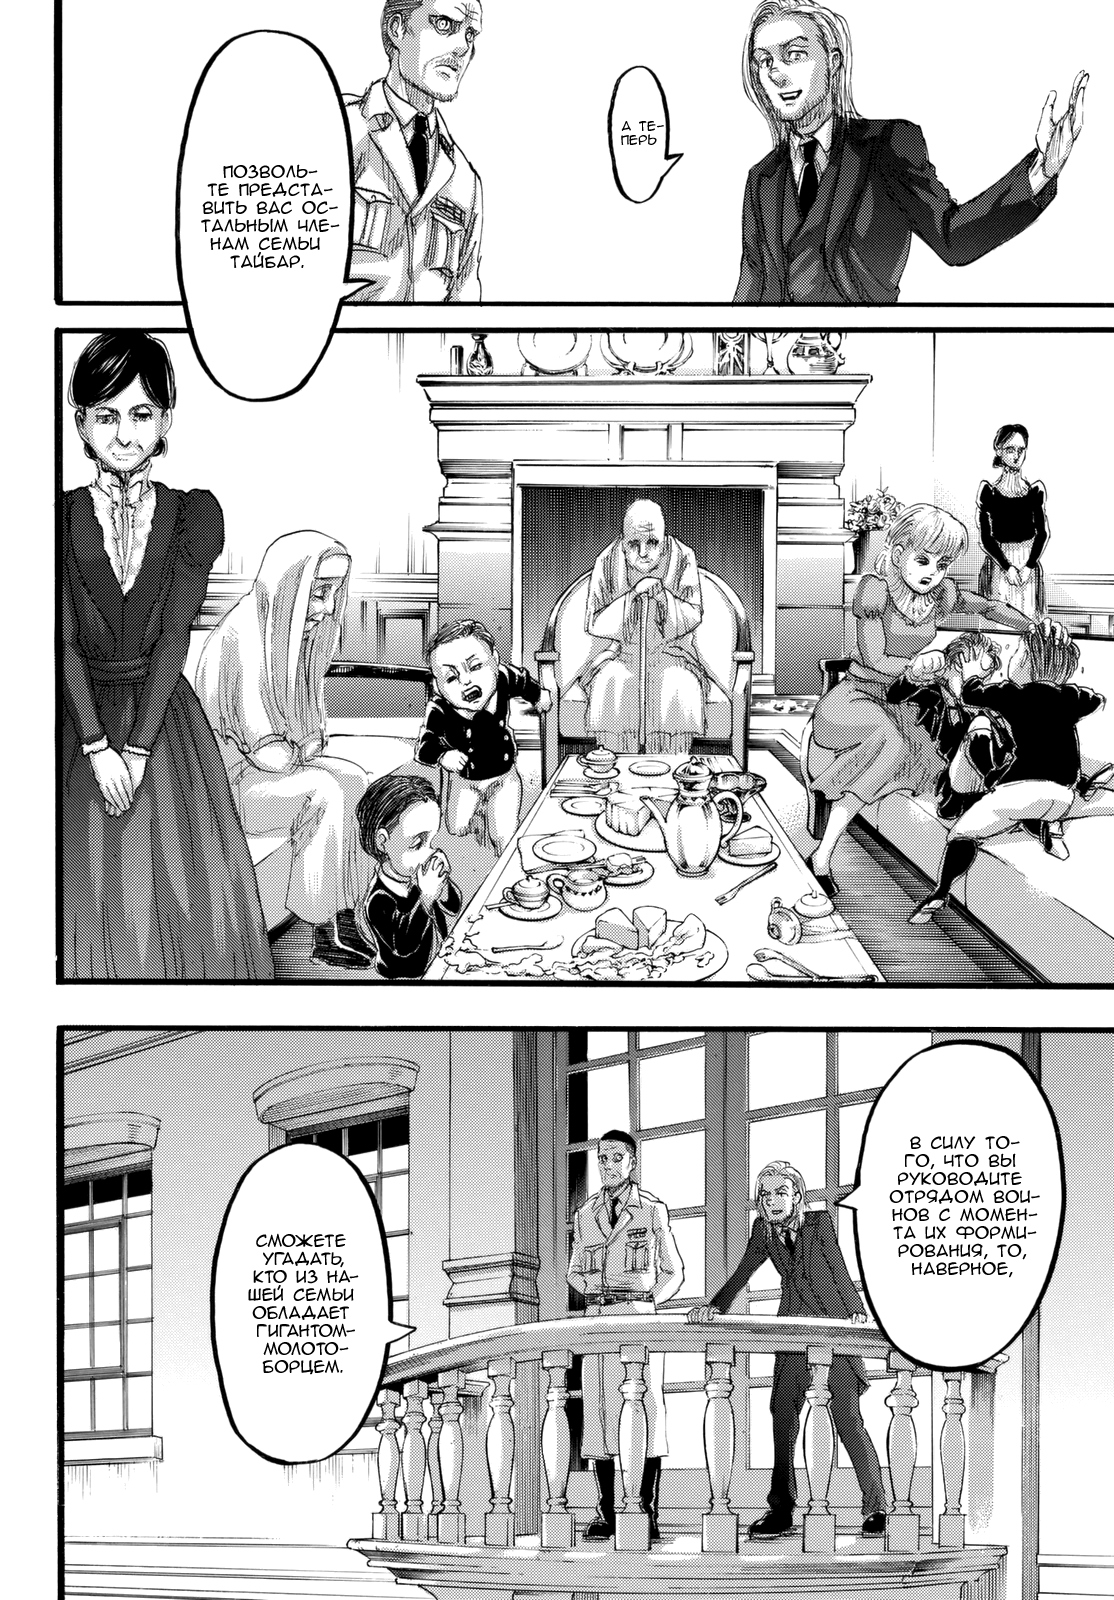 А ТЕ-
ПЕРЬ
ПОЗВОЛЬ-
ТЕ ПРЕДСТА-
ВИТЬ ВАС ОС-
ТАЛЬНЫМ ЧЛЕ-
НАМ СЕМЬИ
ТАЙБАР.
В СИЛУ ТО-
ГО, ЧТО ВЫ
РУКОВОДИТЕ
ОТРЯДОМ ВОИ-
НОВ С МОМЕН-
ТА ИХ ФОРМИ-
РОВАНИЯ, ТО,
НАВЕРНОЕ,
СМОЖЕТЕ
УГАДАТЬ,
КТО ИЗ НА-
ШЕЙ СЕМЬИ
ОБЛАДАЕТ
ГИГАНТОМ-
МОЛОТО-
БОРЦЕМ.